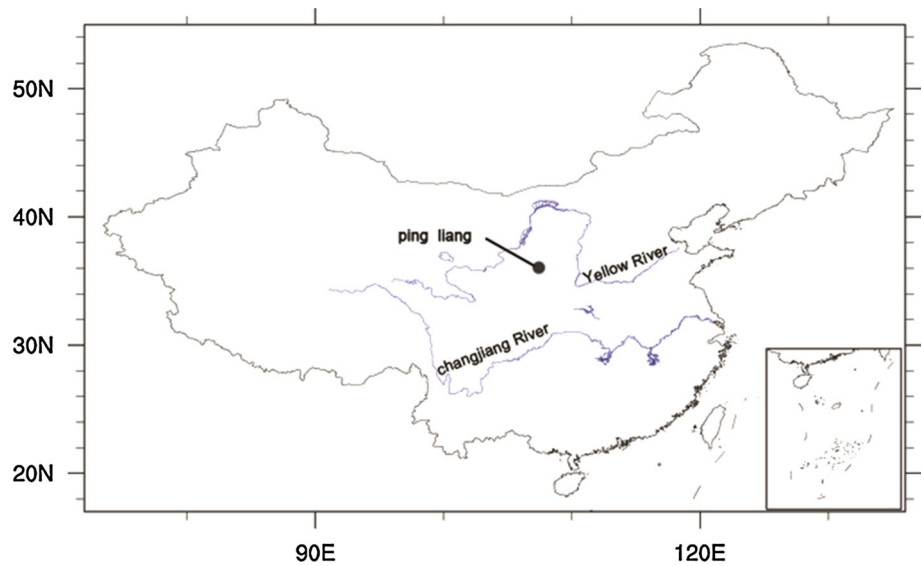 50N
40N
ping liang
Yellow River
30N
changjiang River
20N
90E
120E